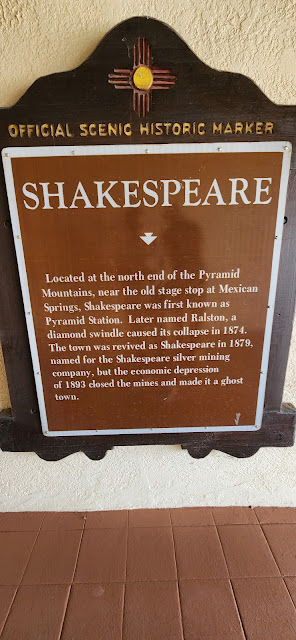 OFFICIAL SCENIC HISTORIC MARKER
SHAKESPEARE
Located at the north end of the Pyramid
Mountains, near the old stage stop at Mexican
Springs, Shakespeare was first known as
Pyramid Station. Later named Ralston, a
diamond swindle caused its collapse in 1874.
The town was revived as Shakespeare in 1879,
named for the Shakespeare silver mining
company, but the economic depression
of 1893 closed the mines and made it a ghost
town.